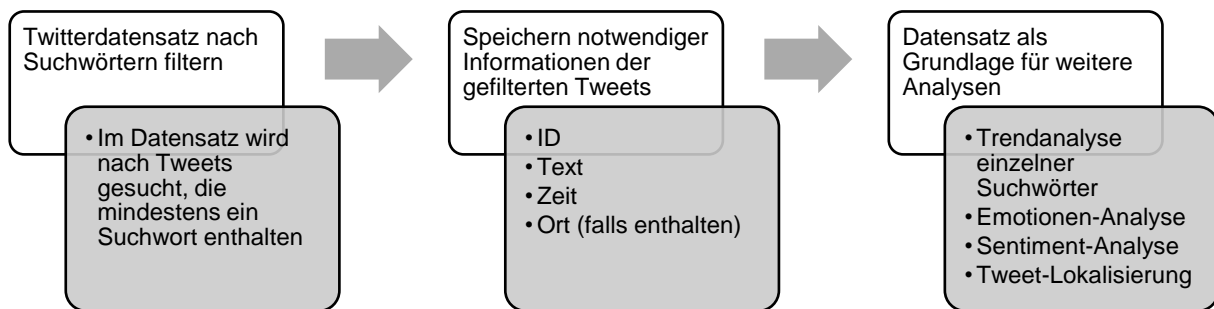 Twitterdatensatz nach
Suchwörtern filtern
• Im Datensatz wird
nach Tweets
gesucht, die
mindestens ein
Suchwort enthalten
Speichern notwendiger
Informationen der
gefilterten Tweets
• ID
• Text
• Zeit
• Ort (falls enthalten)
Datensatz als
Grundlage für weitere
Analysen
• Trendanalyse
einzelner
Suchwörter
• Emotionen-Analyse
• Sentiment-Analyse
• Tweet-Lokalisierung